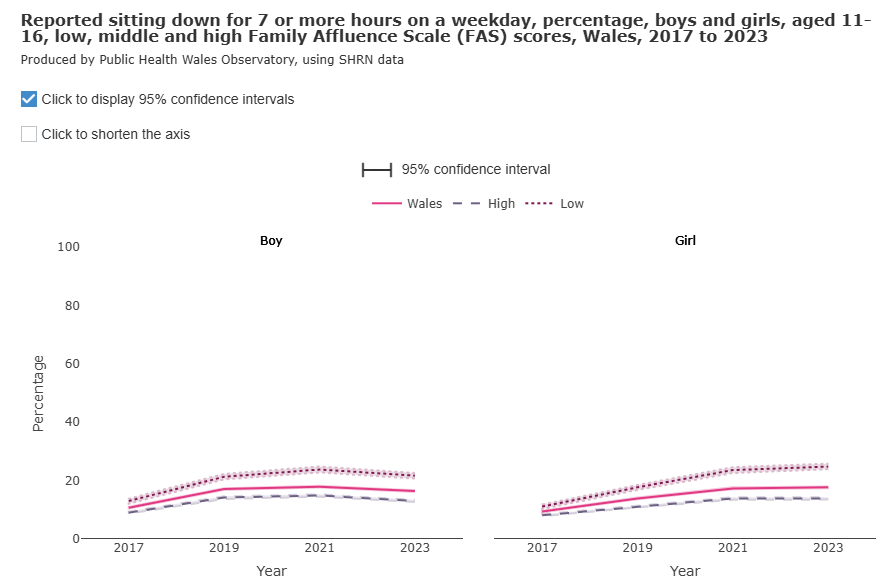 Reported sitting down for 7 or more hours on a weekday, percentage, boys and girls, aged 11-
16, low, middle and high Family Affluence Scale (FAS) scores, Wales, 2017 to 2023
Produced by Public Health Wales Observatory, using SHRN data
Click to display 95% confidence intervals
Click to shorten the axis
95% confidence interval
Wales High Low
Boy Girl
100
80
60
40
20
0
Percentage
2017 2019 2021 2023 2017 2019 2021 2023
Year Year